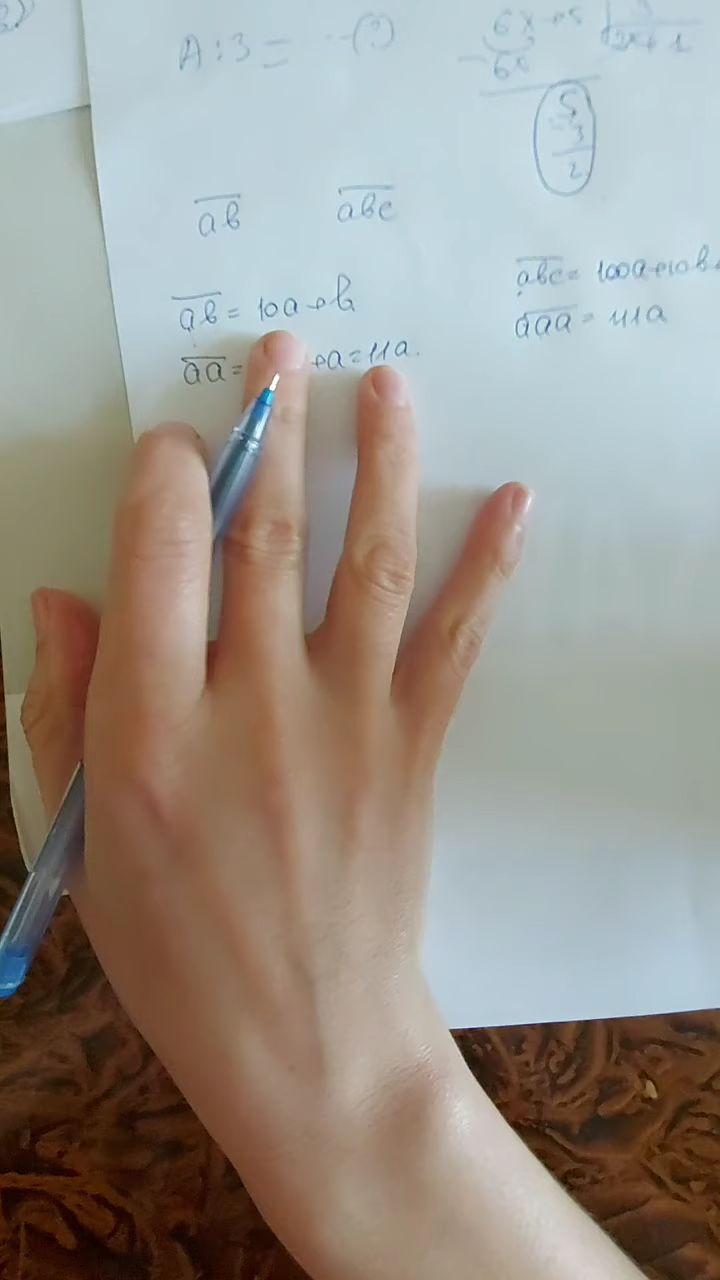 A:3 = (2)
6x+5
2x+1
-6x
5
3
2
ab abc
ab = 10a+b
abc = 100a+10b+
aaa = 111a
aa = +a=11a.